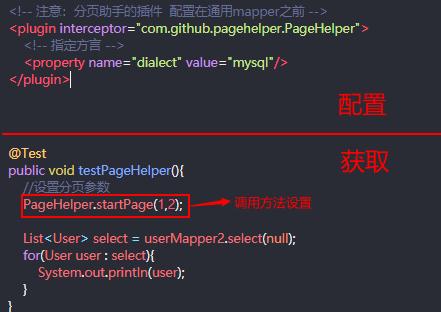 <!-- 注意：分页助手的插件 配置在通用mapper之前 -->
<plugin interceptor="com.github.pagehelper.PageHelper">
<!-- 指定方言 -->
<property name="dialect" value="mysql"/>
</plugin>
配置
@Test
获取
public void testPageHelper(){
//设置分页参数
PageHelper.startPage(1,2);
调用方法设置
List<User> select = userMapper2.select(null);
for(User user : select){
System.out.println(user);
}
}